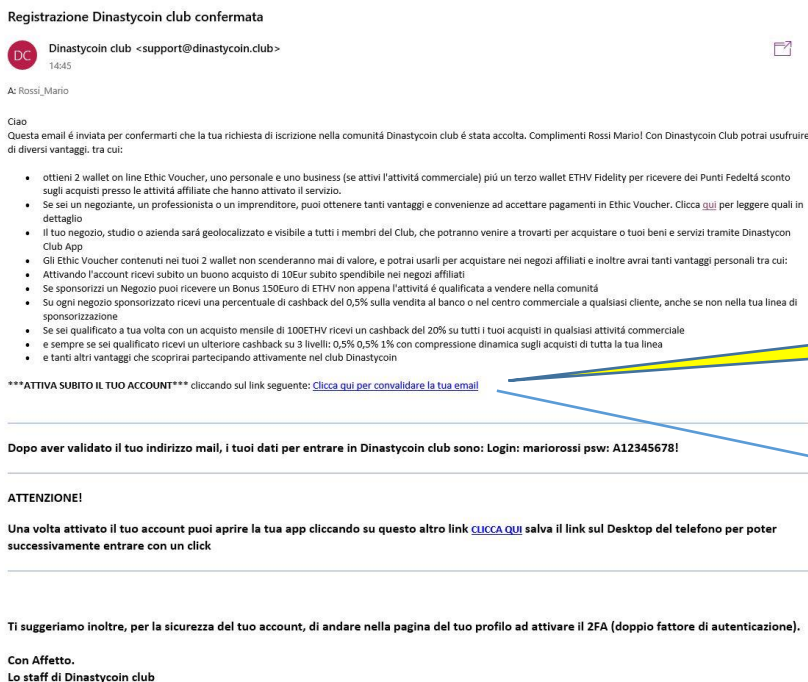 Registrazione Dinastycoin club confermata
DC
Dinastycoin club <support@dinastycoin.club>
14:45
A: Rossi_Mario
Ciao
Questa email é inviata per confermarti che la tua richiesta di iscrizione nella comunitá Dinastycoin club é stata accolta. Complimenti Rossi Mario! Con Dinastycoin Club potrai usufruire
di diversi vantaggi. tra cui:
• ottieni 2 wallet on line Ethic Voucher, uno personale e uno business (se attivi l'attivitá commerciale) piú un terzo wallet ETHV Fidelity per ricevere dei Punti Fedeltá sconto
sugli acquisti presso le attivitá affiliate che hanno attivato il servizio.
• Se sei un negoziante, un professionista o un imprenditore, puoi ottenere tanti vantaggi e convenienze ad accettare pagamenti in Ethic Voucher. Clicca qui per leggere quali in
dettaglio
• Il tuo negozio, studio o azienda sará geolocalizzato e visibile a tutti i membri del Club, che potranno venire a trovarti per acquistare o tuoi beni e servizi tramite Dinastycon
Club App
• Gli Ethic Voucher contenuti nei tuoi 2 wallet non scenderanno mai di valore, e potrai usarli per acquistare nei negozi affiliati e inoltre avrai tanti vantaggi personali tra cui:
• Attivando l'account ricevi subito un buono acquisto di 10Eur subito spendibile nei negozi affiliati
• Se sponsorizzi un Negozio puoi ricevere un Bonus 150Euro di ETHV non appena l'attivitá é qualificata a vendere nella comunitá
• Su ogni negozio sponsorizzato ricevi una percentuale di cashback del 0,5% sulla vendita al banco o nel centro commerciale a qualsiasi cliente, anche se non nella tua linea di
sponsorizzazione
• Se sei qualificato a tua volta con un acquisto mensile di 100ETHV ricevi un cashback del 20% su tutti i tuoi acquisti in qualsiasi attivitá commerciale
• e sempre se sei qualificato ricevi un ulteriore cashback su 3 livelli: 0,5% 0,5% 1% con compressione dinamica sugli acquisti di tutta la tua linea
• e tanti altri vantaggi che scoprirai partecipando attivamente nel club Dinastycoin
***ATTIVA SUBITO IL TUO ACCOUNT*** cliccando sul link seguente: Clicca qui per convalidare la tua email
Dopo aver validato il tuo indirizzo mail, i tuoi dati per entrare in Dinastycoin club sono: Login: mariorossi psw: A12345678!
ATTENZIONE!
Una volta attivato il tuo account puoi aprire la tua app cliccando su questo altro link CLICCA QUI salva il link sul Desktop del telefono per poter
successivamente entrare con un click
Ti suggeriamo inoltre, per la sicurezza del tuo account, di andare nella pagina del tuo profilo ad attivare il 2FA (doppio fattore di autenticazione).
Con Affetto.
Lo staff di Dinastycoin club